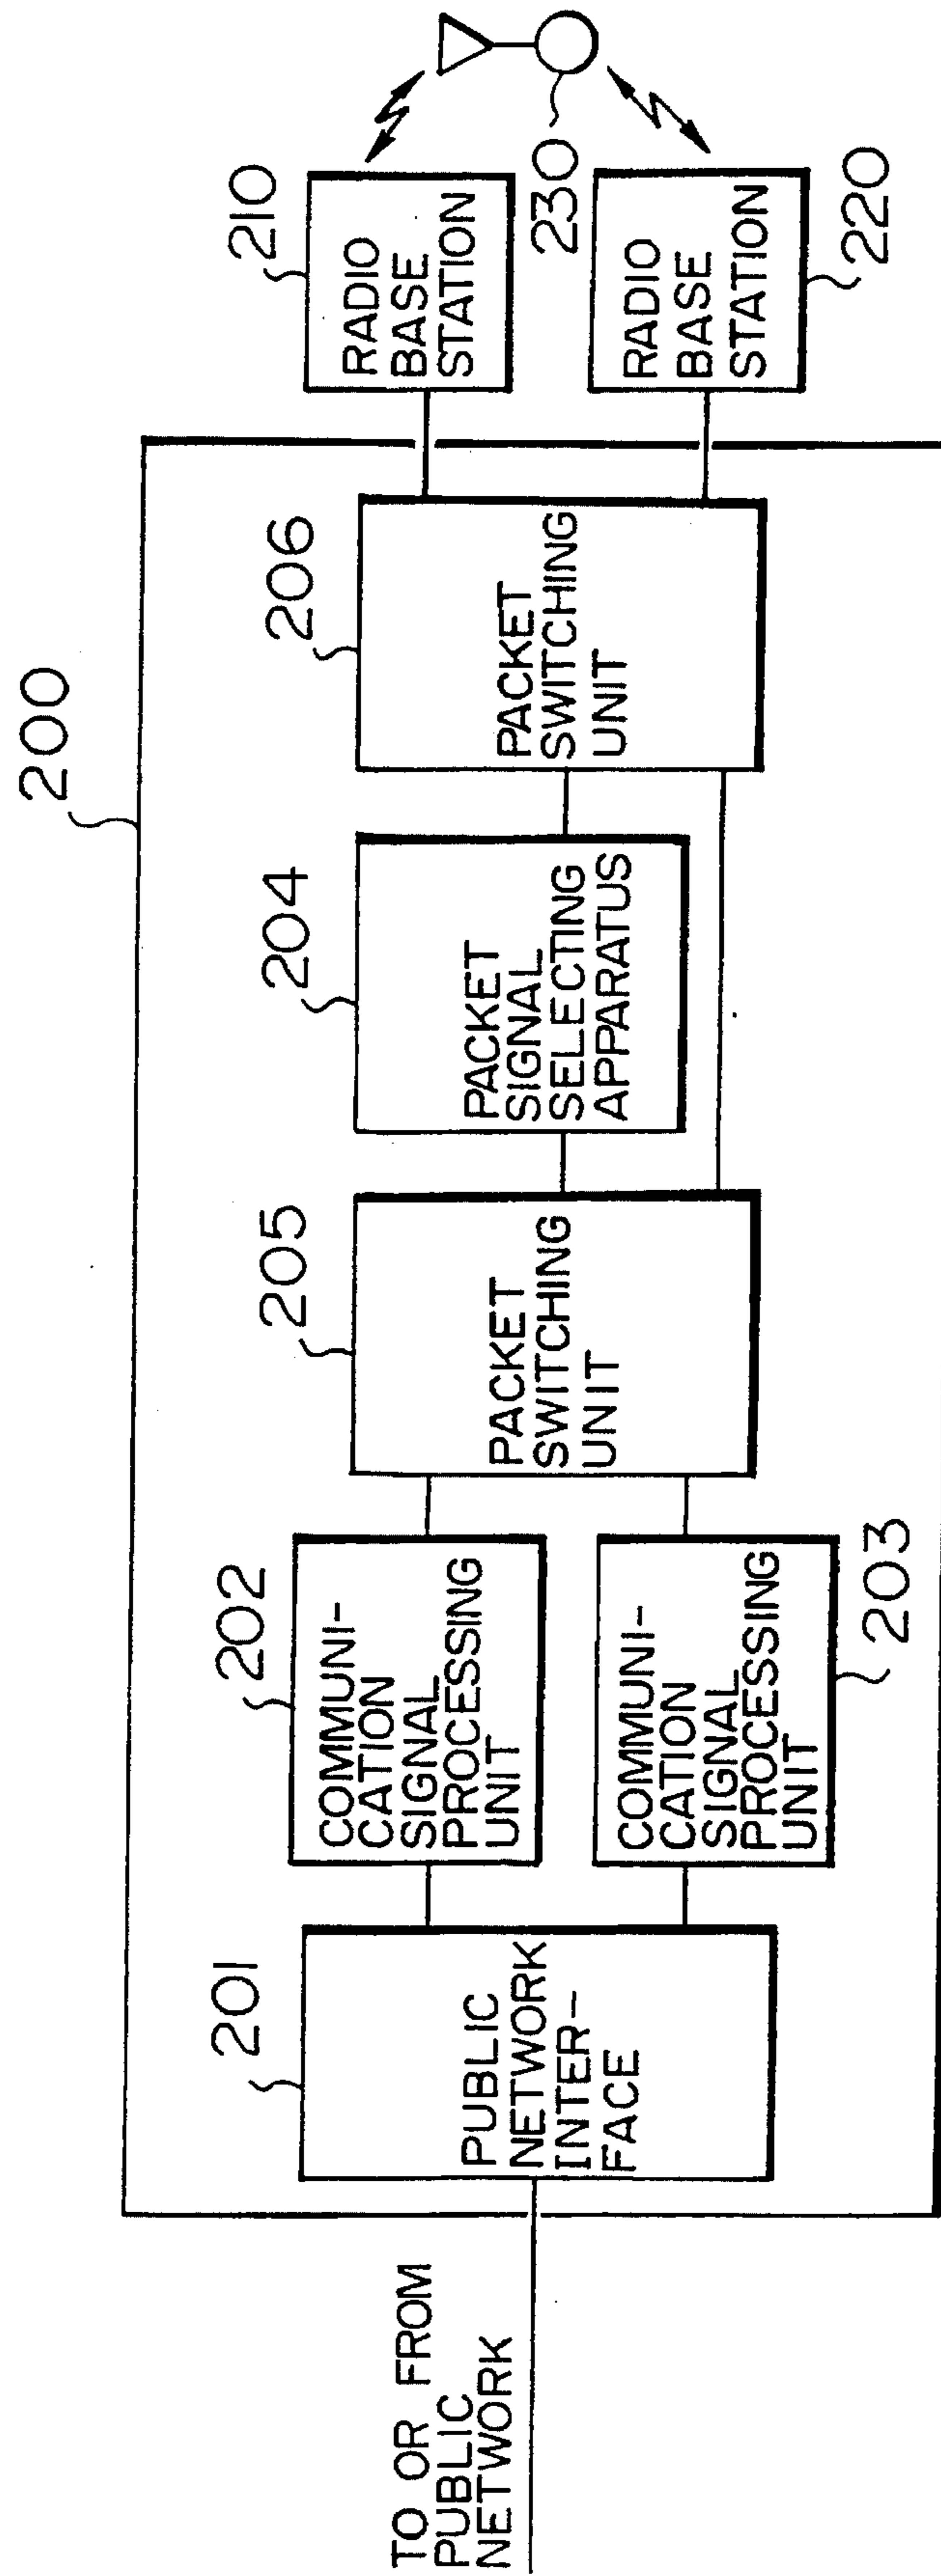 200
TO OR FROM
PUBLIC
NETWORK
201
PUBLIC
NETWORK
INTER-
FACE
202
COMMUNI-
CATION
SIGNAL
PROCESSING
UNIT
COMMUNI-
CATION
SIGNAL
PROCESSING
UNIT
203
205
PACKET
SWITCHING
UNIT
204
PACKET
SIGNAL
SELECTING
APPARATUS
206
PACKET
SWITCHING
UNIT
210
RADIO
BASE
STATION
230
RADIO
BASE
STATION
220